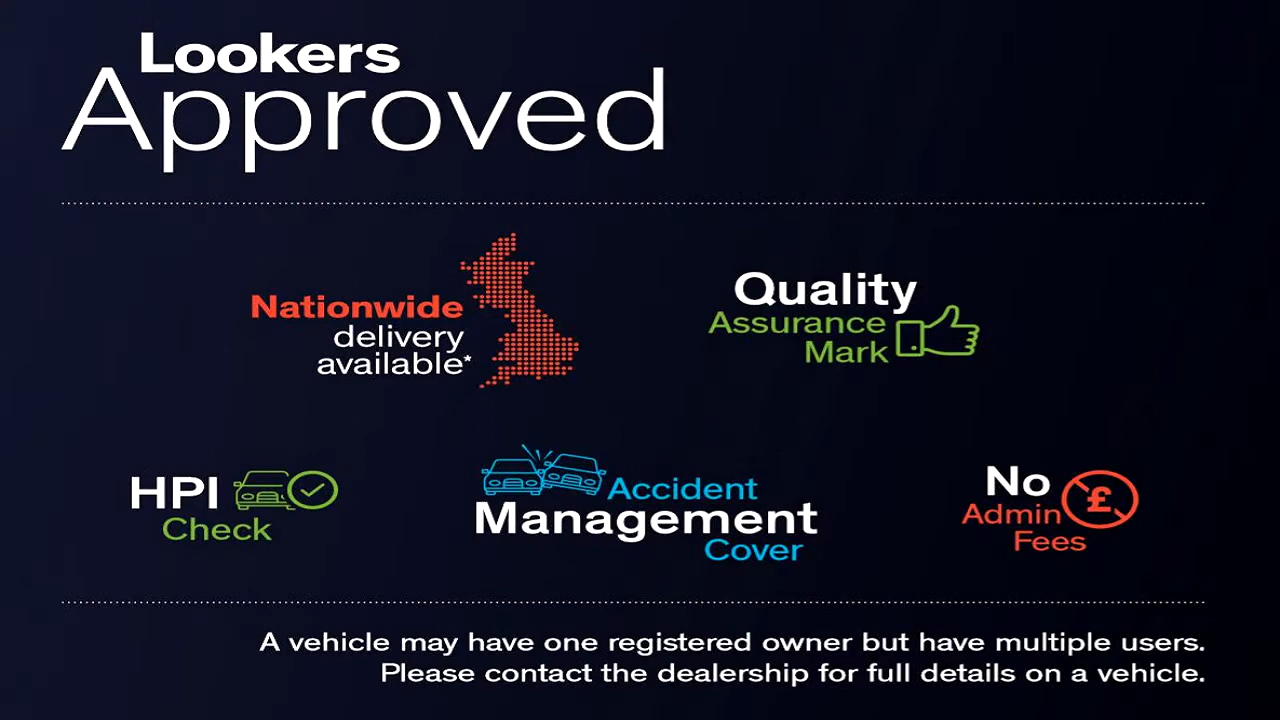 Lookers
Approved
Nationwide
delivery
available*
Quality
Assurance
Mark
HPI
Check
Accident
Management
Cover
No
Admin
£
Fees
A vehicle may have one registered owner but have multiple users.
Please contact the dealership for full details on a vehicle.